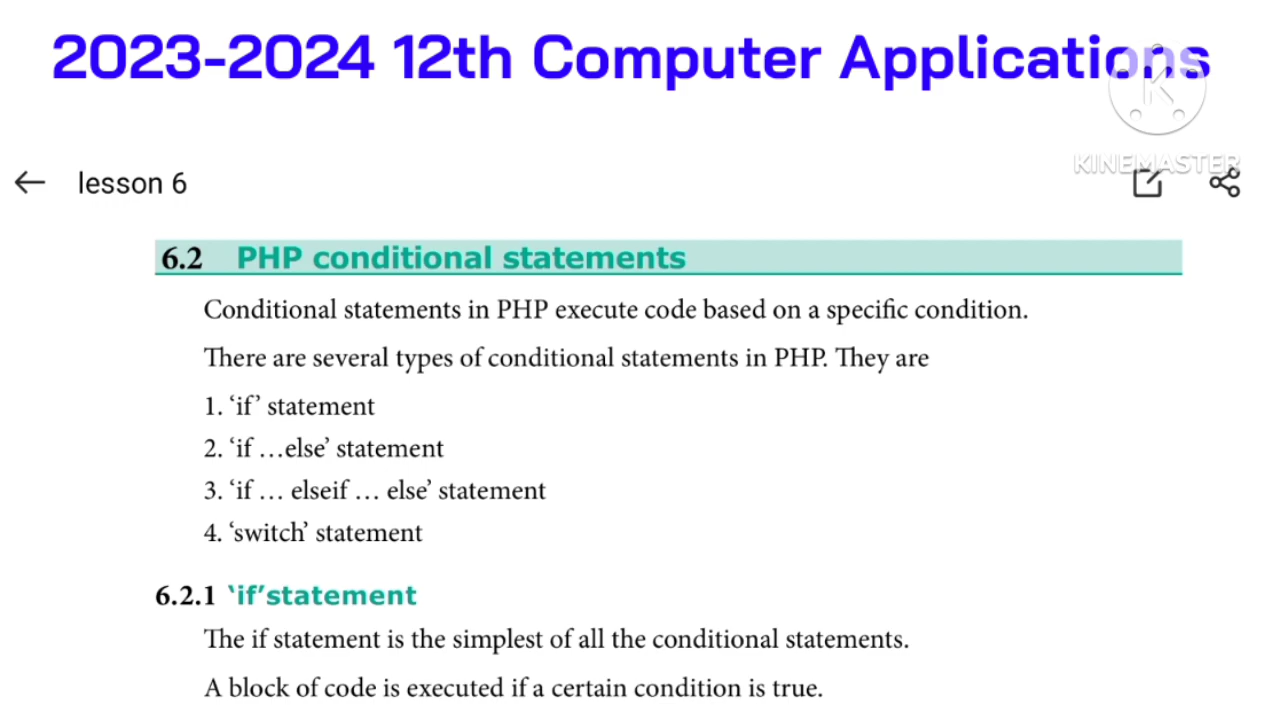 2023-2024 12th Computer Applications
K
KINEMASTER
lesson 6
6.2 PHP conditional statements
Conditional statements in PHP execute code based on a specific condition.
There are several types of conditional statements in PHP. They are
1. ‘if’ statement
2. ‘if …else’ statement
3. ‘if … elseif … else’ statement
4. ‘switch’ statement
6.2.1 ‘if’statement
The if statement is the simplest of all the conditional statements.
A block of code is executed if a certain condition is true.